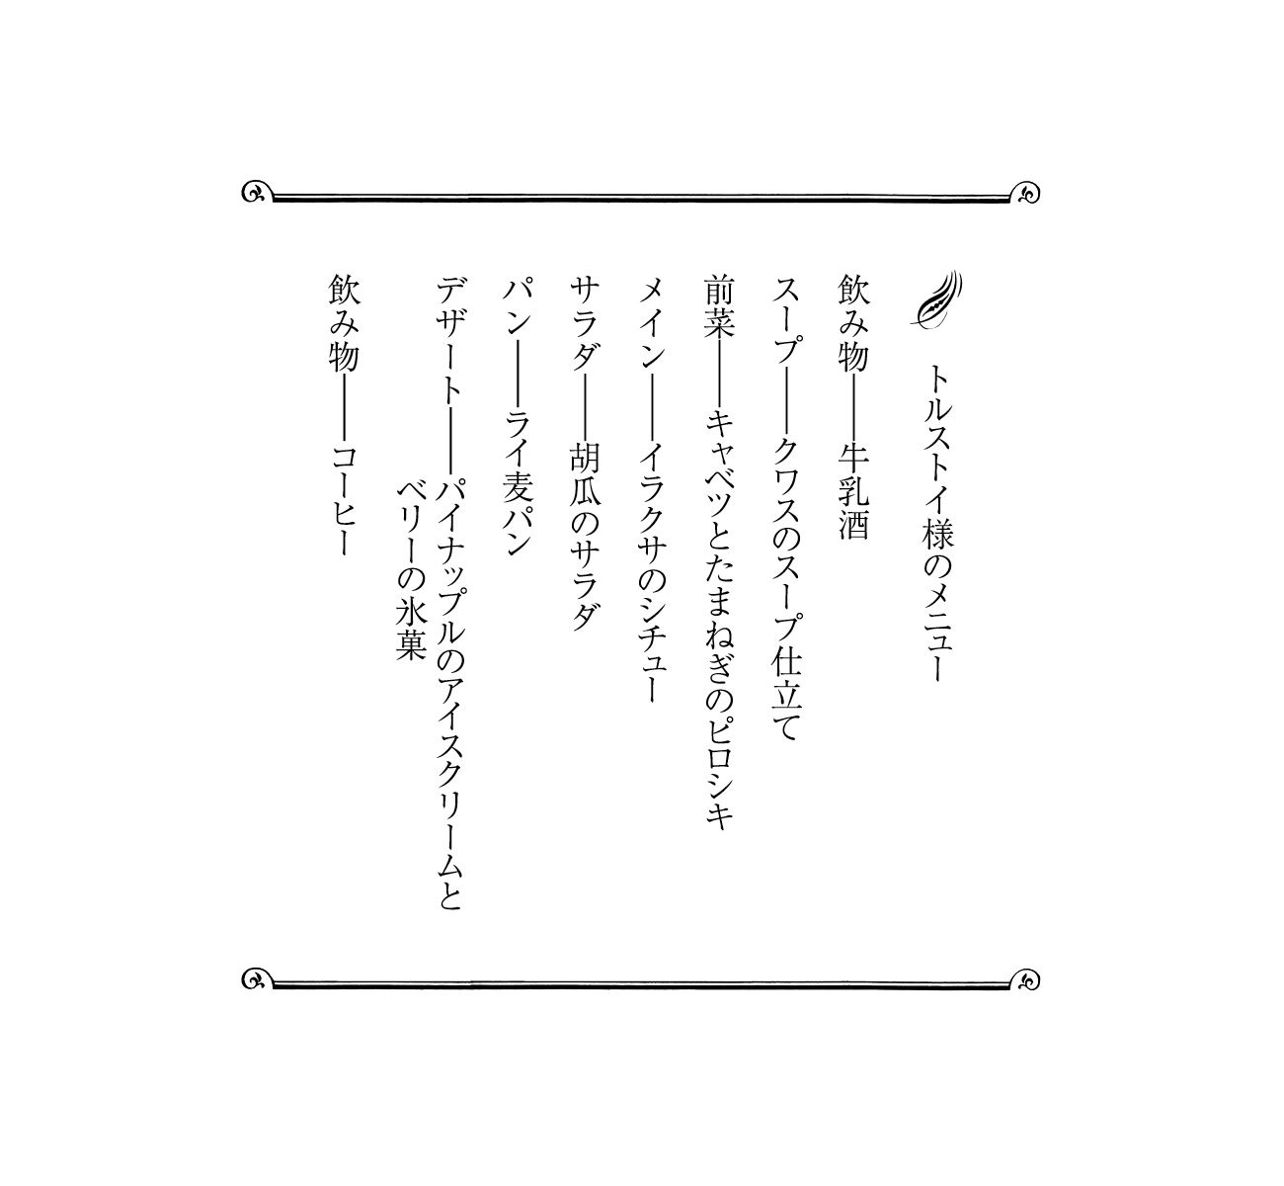 トルストイ様のメニュー
飲み物――牛乳酒
スープ――クワスのスープ仕立て
前菜――キャベツとたまねぎのピロシキ
メイン――イラクサのシチュー
サラダ――胡瓜のサラダ
パン――ライ麦パン
デザート――パイナップルのアイスクリームと
ベリーの氷菓
飲み物――コーヒー